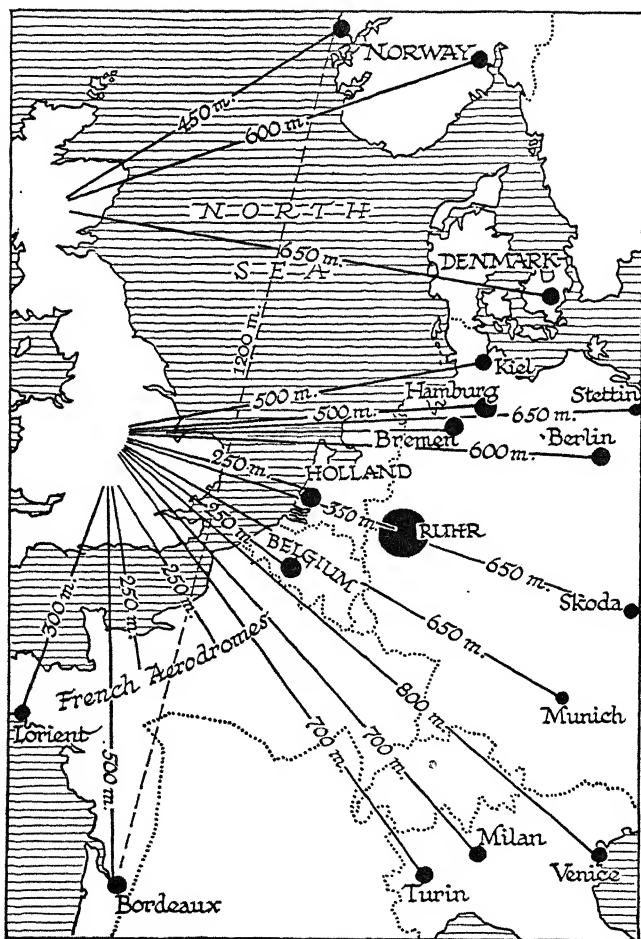 NORWAY
450 m.
600 m.
NORTH
SEA
650 m.
DENMARK
1200 m.
Kiel
500 m.
Hamburg
Stettin
500 m.
650 m.
Bremen
Berlin
600 m.
250 m.
HOLLAND
350 m.
RUHR
250 m.
BELGIUM
650 m.
Skoda
250 m.
250 m.
300 m.
French Aerodromes
650 m.
Munich
800 m.
Lorient
700 m.
700 m.
500 m.
Milan
Venice
Turin
Bordeaux